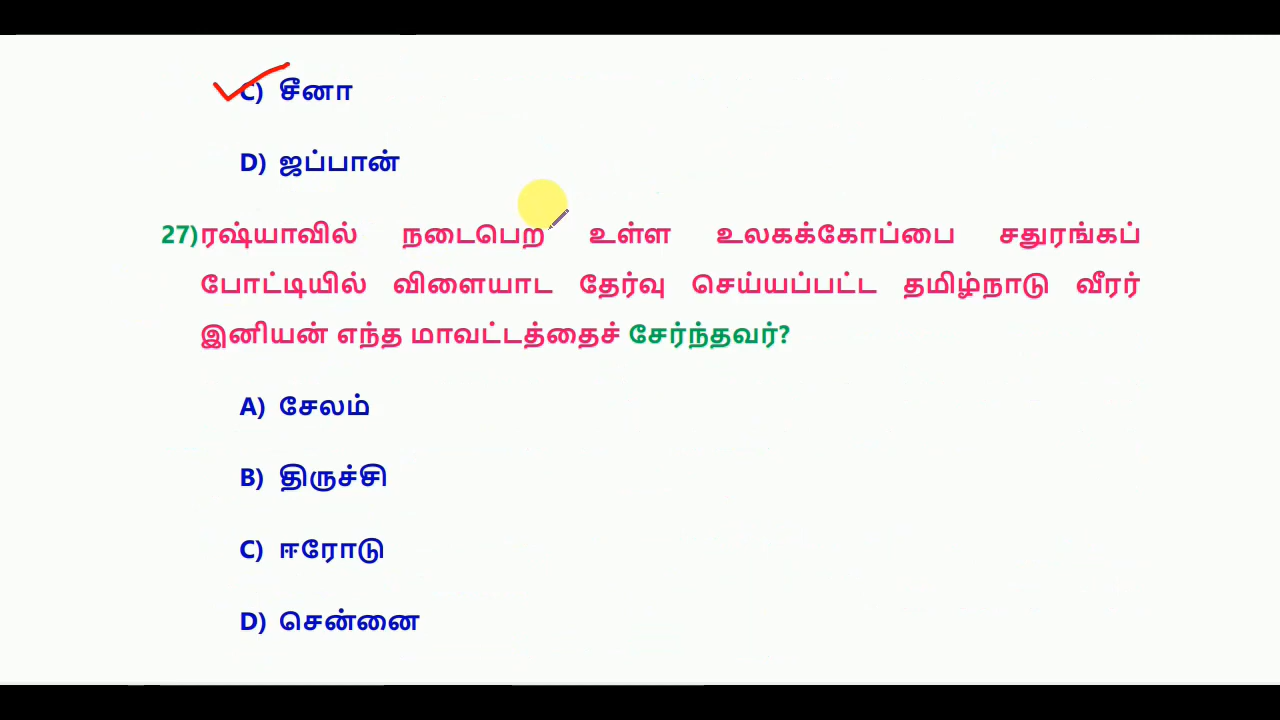 C) சீனா
D) ஜப்பான்
27) ரஷ்யாவில் நடைபெற உள்ள உலகக்கோப்பை சதுரங்கப்
போட்டியில் விளையாட தேர்வு செய்யப்பட்ட தமிழ்நாடு வீரர்
இனியன் எந்த மாவட்டத்தைச் சேர்ந்தவர்?
A) சேலம்
B) திருச்சி
C) ஈரோடு
D) சென்னை